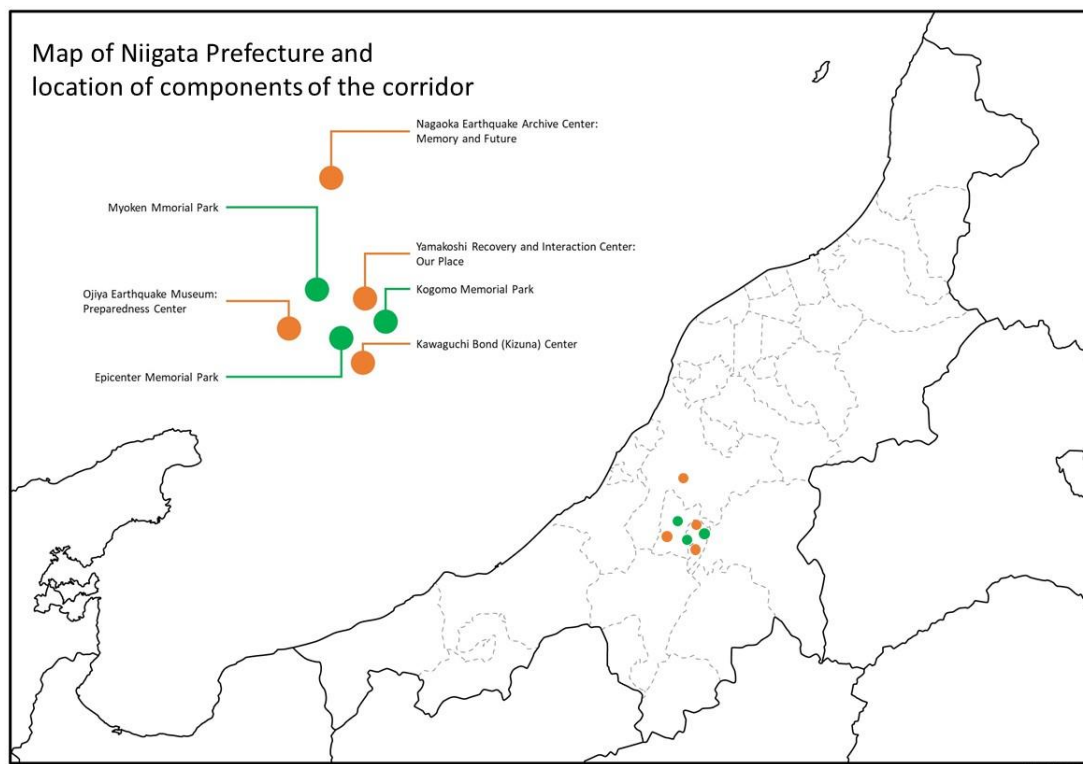 Map of Niigata Prefecture and
location of components of the corridor
Nagaoka Earthquake Archive Center:
Memory and Future
Myoken Mmorial Park
Yamakoshi Recovery and Interaction Center:
Our Place
Ojiya Earthquake Museum:
Preparedness Center
Kogomo Memorial Park
Kawaguchi Bond (Kizuna) Center
Epicenter Memorial Park